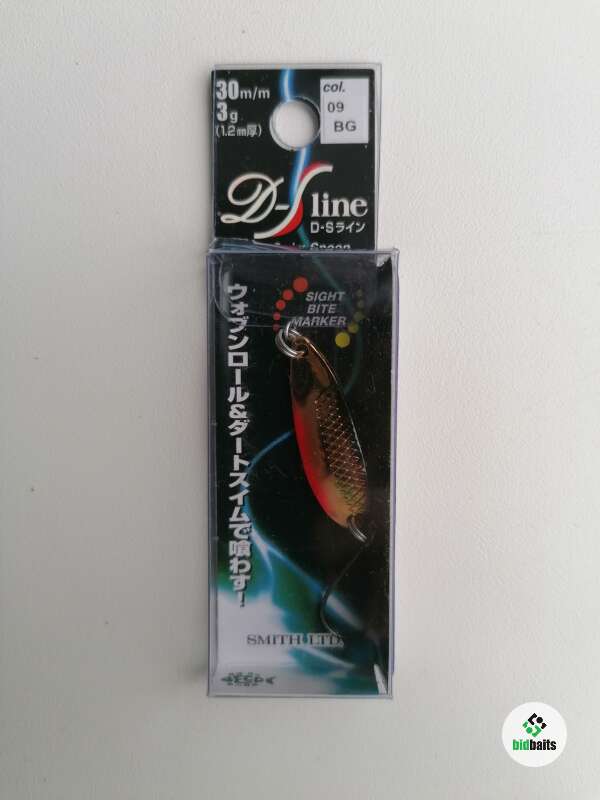 30m/m
3g
(1.2mm厚)
col.
09
BG
D-S line
D-Sライン
Spoon
SIGHT
BITE
MARKER
ウォブンロール&ダートスイムで喰わす!
SMITH LTD.
bidbaits